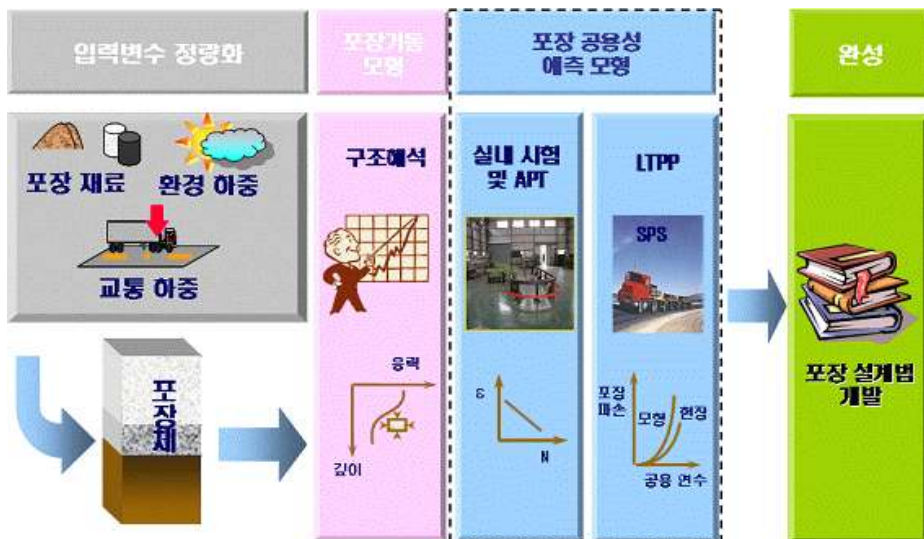 입력변수 정량화
포장거동
모형
포장 공용성
예측 모형
완성
포장 재료
환경 하중
교통 하중
포장체
구조해석
응력
깊이
실내 시험
및 APT
ε
N
LTPP
SPS
포장
파손
모형
현장
공용 연수
포장 설계법
개발